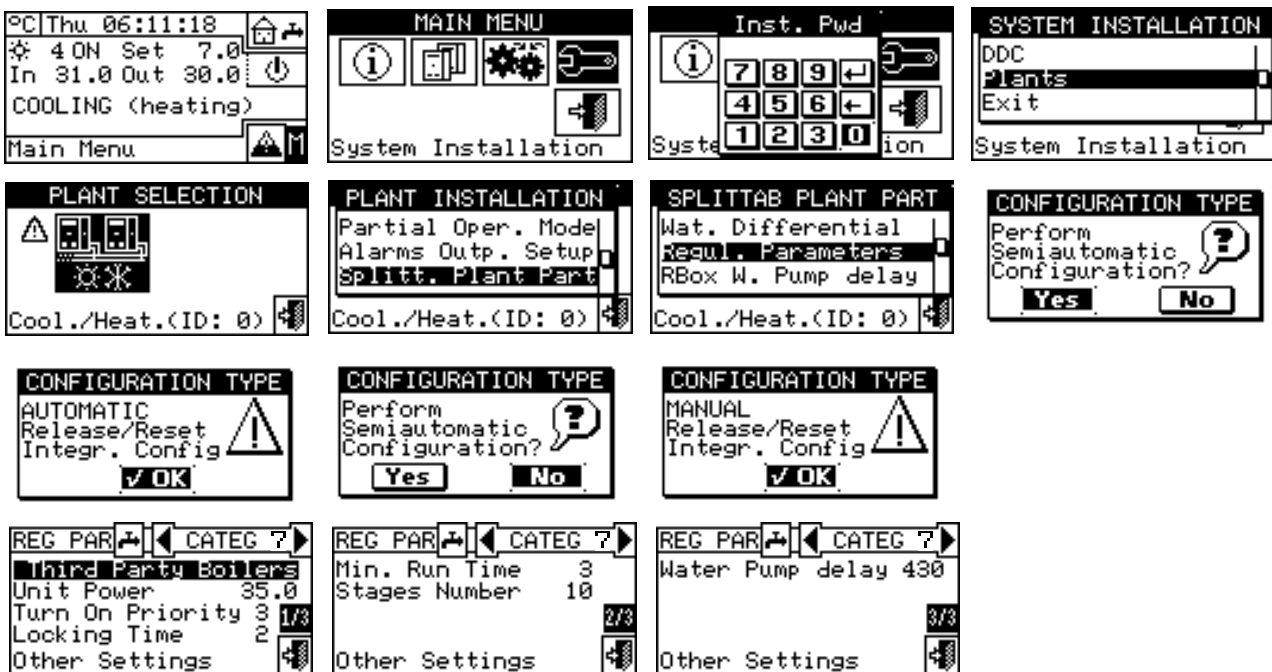 °C Thu 06:11:18
4 ON Set 7.0
In 31.0 Out 30.0
COOLING (heating)
Main Menu M
MAIN MENU
System Installation
Inst. Pwd
7 8 9
4 5 6
1 2 3 0
Syste ion
SYSTEM INSTALLATION
DDC
Plants
Exit
System Installation
PLANT SELECTION
Cool./Heat.(ID: 0)
PLANT INSTALLATION
Partial Oper. Mode
Alarms Outp. Setup
Splitt. Plant Part
Cool./Heat.(ID: 0)
SPLITTAB PLANT PART
Wat. Differential
Regul. Parameters
RBox W. Pump delay
Cool./Heat.(ID: 0)
CONFIGURATION TYPE
Perform
Semiautomatic
Configuration?
Yes No
CONFIGURATION TYPE
AUTOMATIC
Release/Reset
Integr. Config
√ OK
CONFIGURATION TYPE
Perform
Semiautomatic
Configuration?
Yes No
CONFIGURATION TYPE
MANUAL
Release/Reset
Integr. Config
√ OK
REG PAR CATEG 7
Third Party Boilers
Unit Power 35.0
Turn On Priority 3 1/3
Locking Time 2
Other Settings
REG PAR CATEG 7
Min. Run Time 3
Stages Number 10
2/3
Other Settings
REG PAR CATEG 7
Water Pump delay 430
3/3
Other Settings